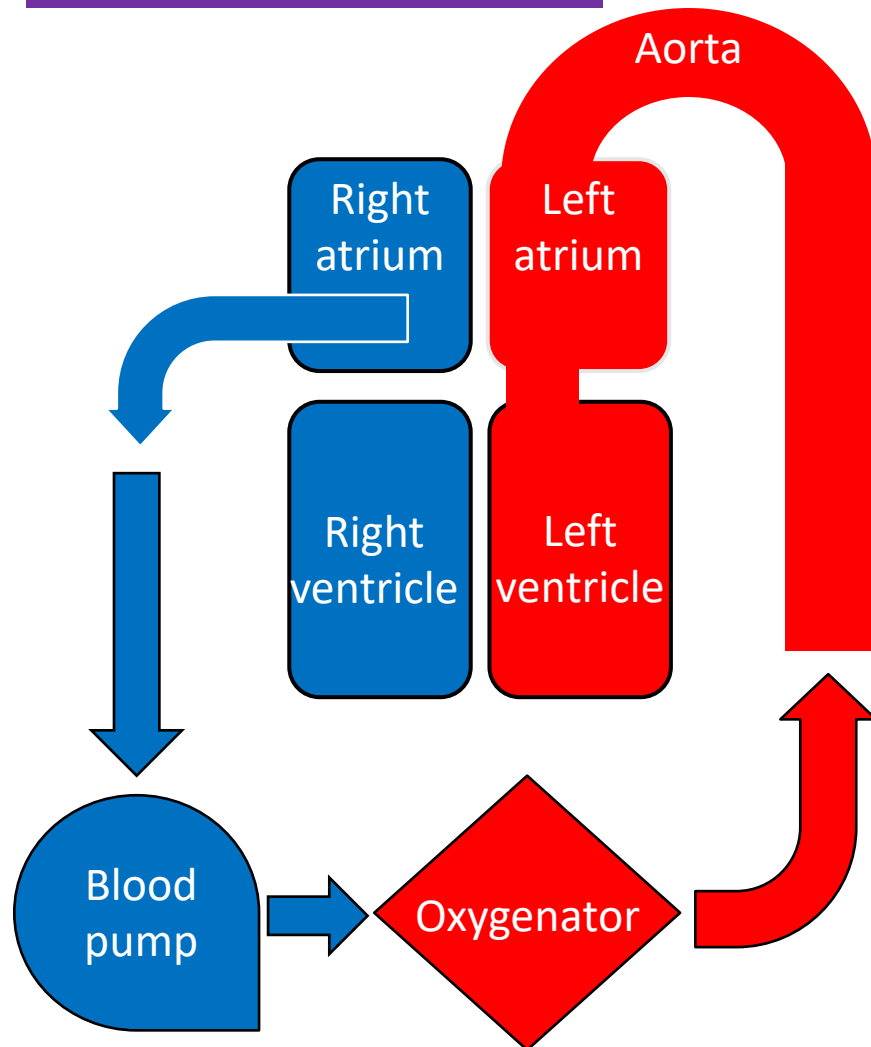 Aorta
Right
atrium
Left
atrium
Right
ventricle
Left
ventricle
Blood
pump
Oxygenator